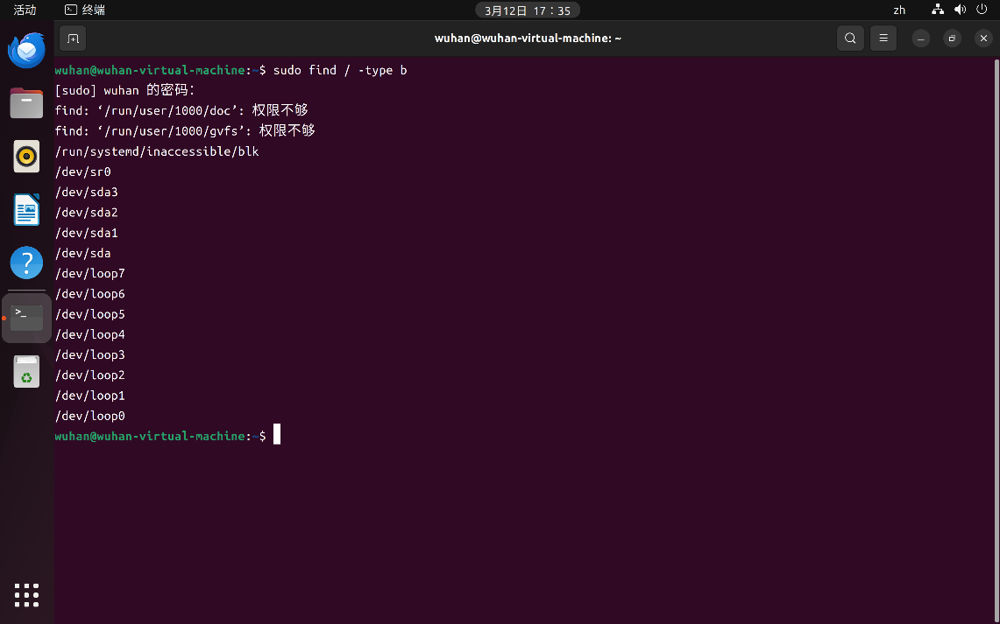 活动 终端 3月12日 17：35 zh
wuhan@wuhan-virtual-machine: ~
wuhan@wuhan-virtual-machine:~$ sudo find / -type b
[sudo] wuhan 的密码：
find: ‘/run/user/1000/doc’: 权限不够
find: ‘/run/user/1000/gvfs’: 权限不够
/run/systemd/inaccessible/blk
/dev/sr0
/dev/sda3
/dev/sda2
/dev/sda1
/dev/sda
/dev/loop7
/dev/loop6
/dev/loop5
/dev/loop4
/dev/loop3
/dev/loop2
/dev/loop1
/dev/loop0
wuhan@wuhan-virtual-machine:~$